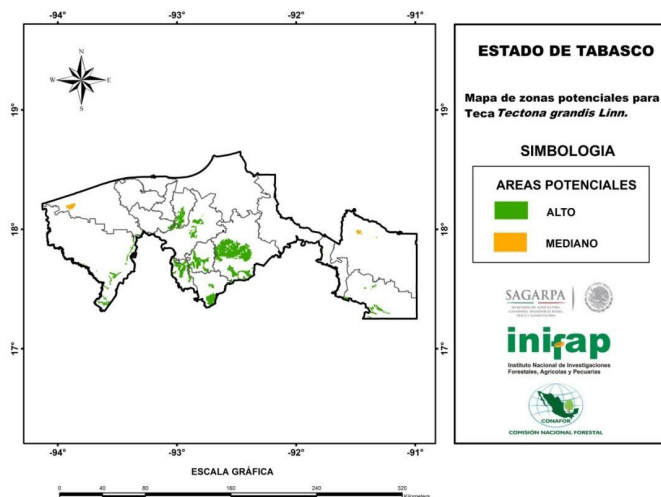 -94° -93° -92° -91°
N
W E
S
19° 19°
18° 18°
17° 17°
-94° -93° -92° -91°
ESCALA GRÁFICA
0 40 80 160 240 320
Kilometers
ESTADO DE TABASCO
Mapa de zonas potenciales para
Teca Tectona grandis Linn.
SIMBOLOGIA
AREAS POTENCIALES
ALTO
MEDIANO
SAGARPA
inifap
Instituto Nacional de Investigaciones
Forestales, Agrícolas y Pecuarias
CONAFOR
COMISIÓN NACIONAL FORESTAL